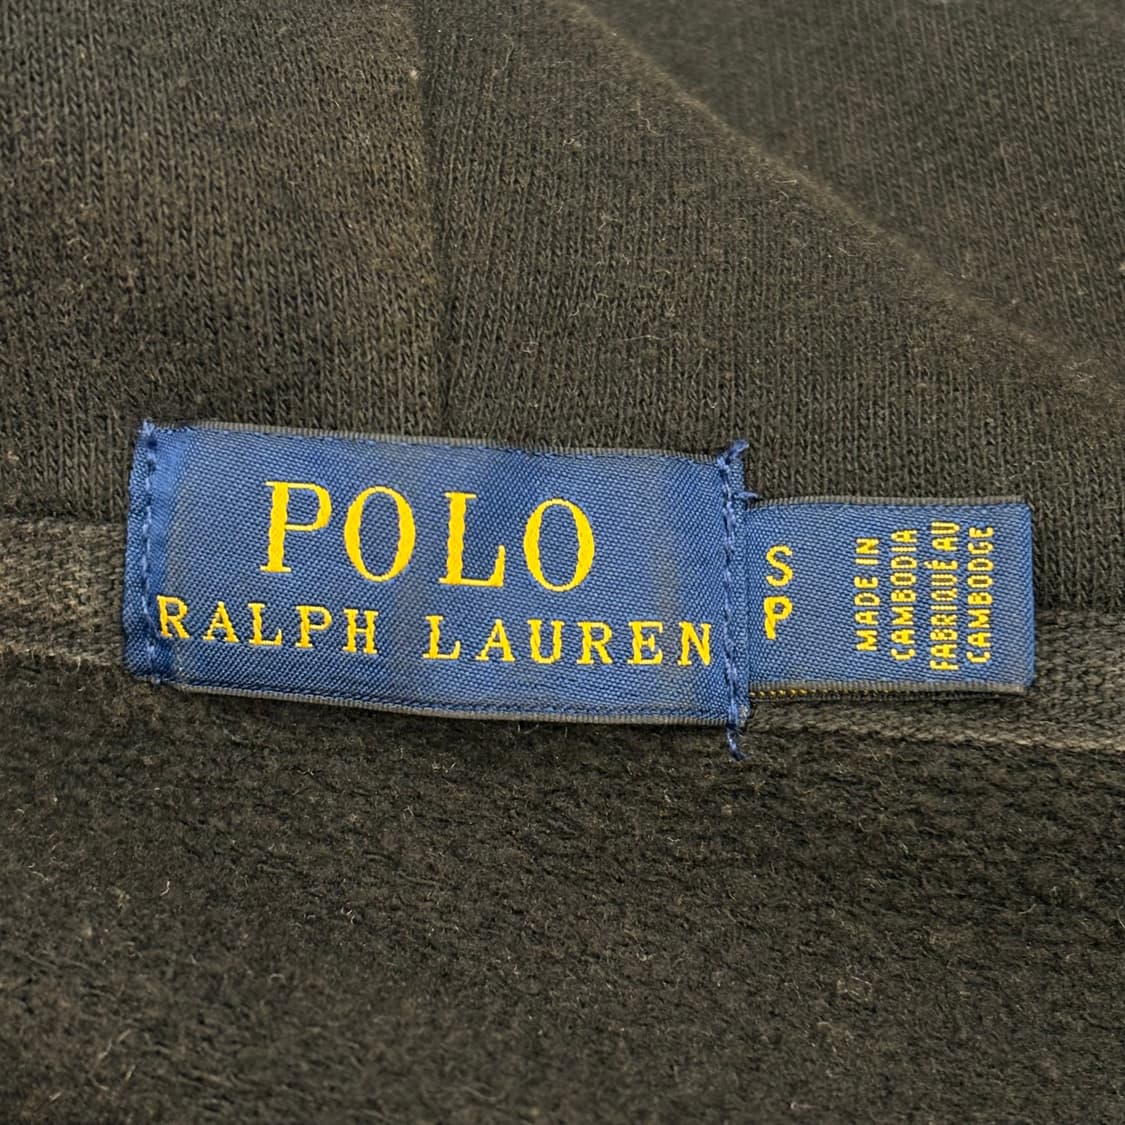 POLO
RALPH LAUREN
S
P
MADE IN
CAMBODIA
FABRIQUÉ AU
CAMBODGE